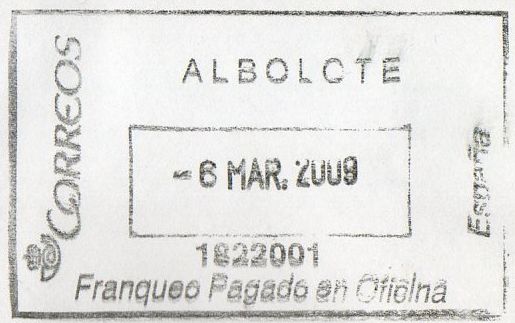 CORREOS
ALBOLOTE
- 6 MAR. 2009
1822001
Franqueo Pagado en Oficina
España